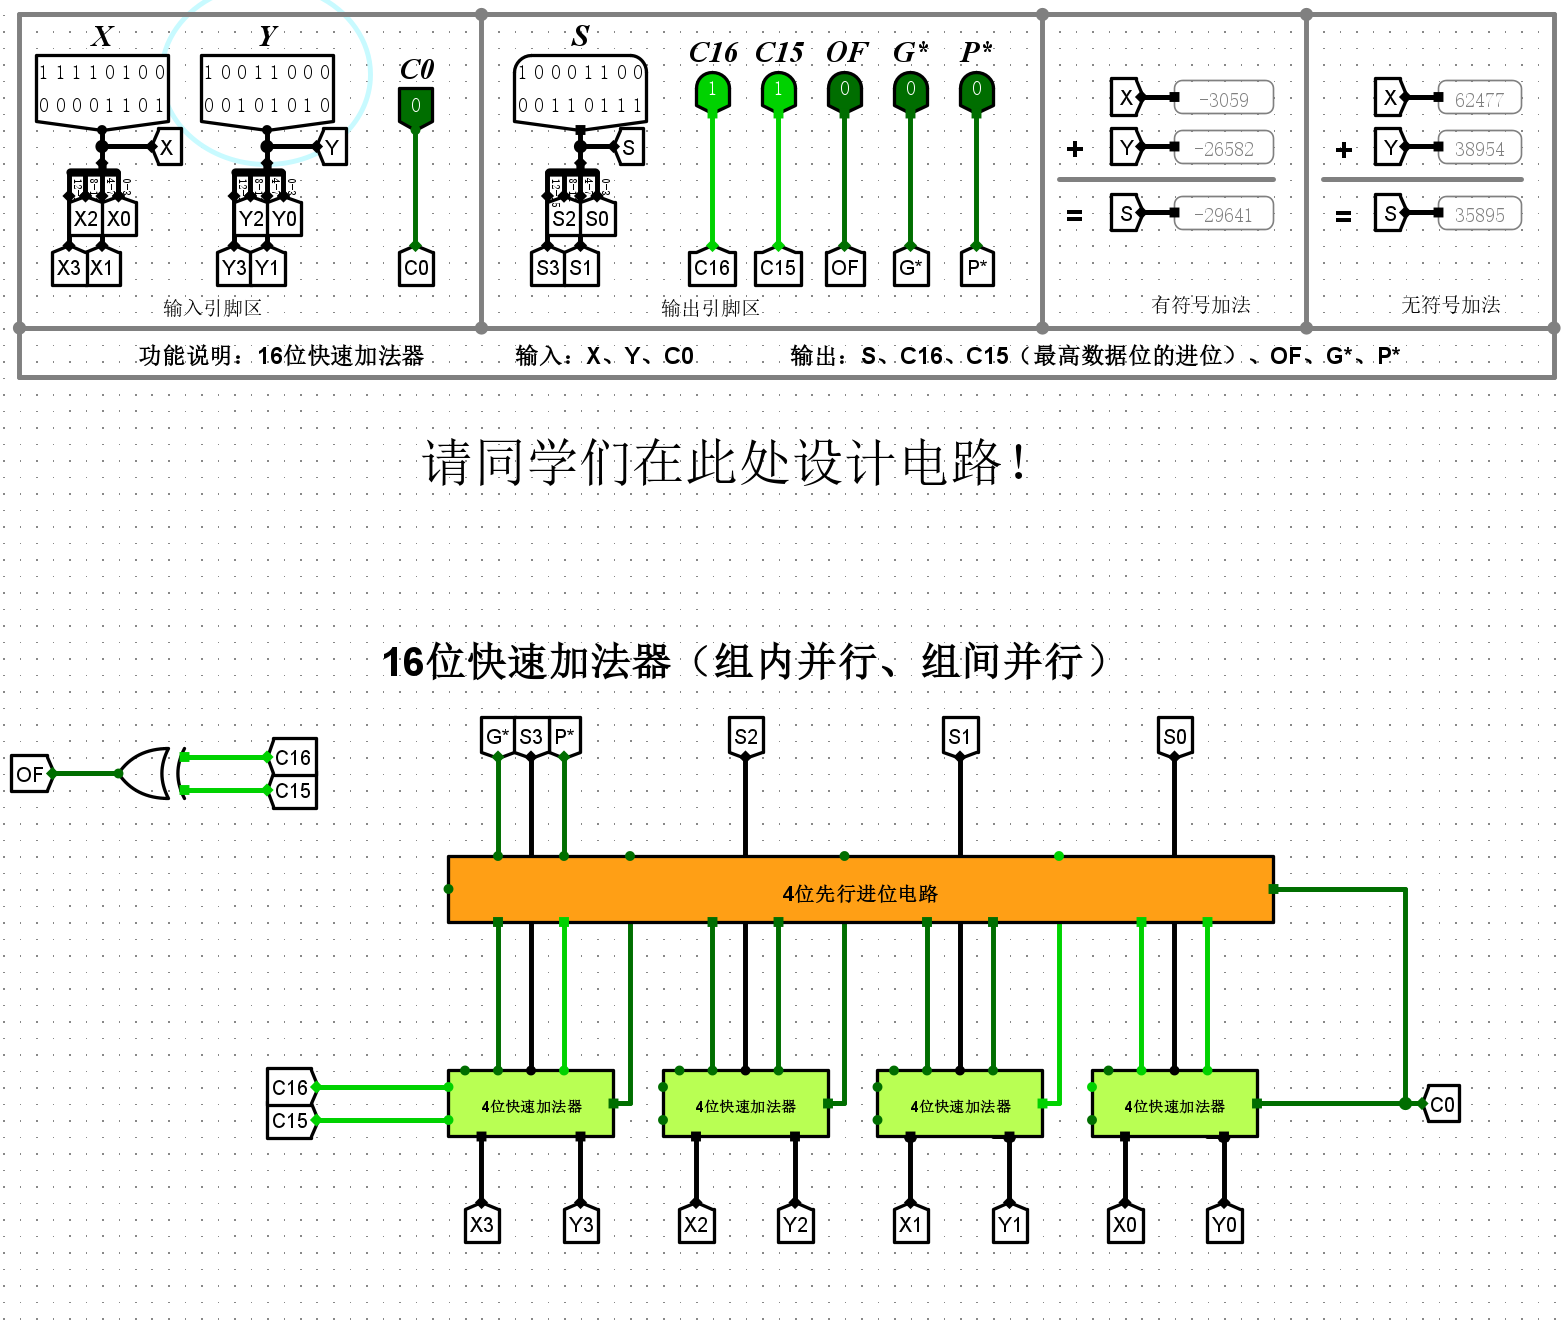 X Y C0 S C16 C15 OF G* P*
1 1 1 1 0 1 0 0
0 0 0 0 1 1 0 1
1 0 0 1 1 0 0 0
0 0 1 0 1 0 1 0
0
1 0 0 0 1 1 0 0
0 0 1 1 0 1 1 1
1 1 0 0 0
X Y S
X2 X0 Y2 Y0 S2 S0
X3 X1 Y3 Y1 C0 S3 S1 C16 C15 OF G* P*
输入引脚区
输出引脚区
X -3059
+ Y -26582
= S -29641
有符号加法
X 62477
+ Y 38954
= S 35895
无符号加法
功能说明：16位快速加法器 输入：X、Y、C0 输出：S、C16、C15（最高数据位的进位）、OF、G*、P*
请同学们在此处设计电路！
16位快速加法器（组内并行、组间并行）
G* S3 P* S2 S1 S0
OF C16
C15
4位先行进位电路
C16
C15
4位快速加法器 4位快速加法器 4位快速加法器 4位快速加法器
C0
X3 Y3 X2 Y2 X1 Y1 X0 Y0